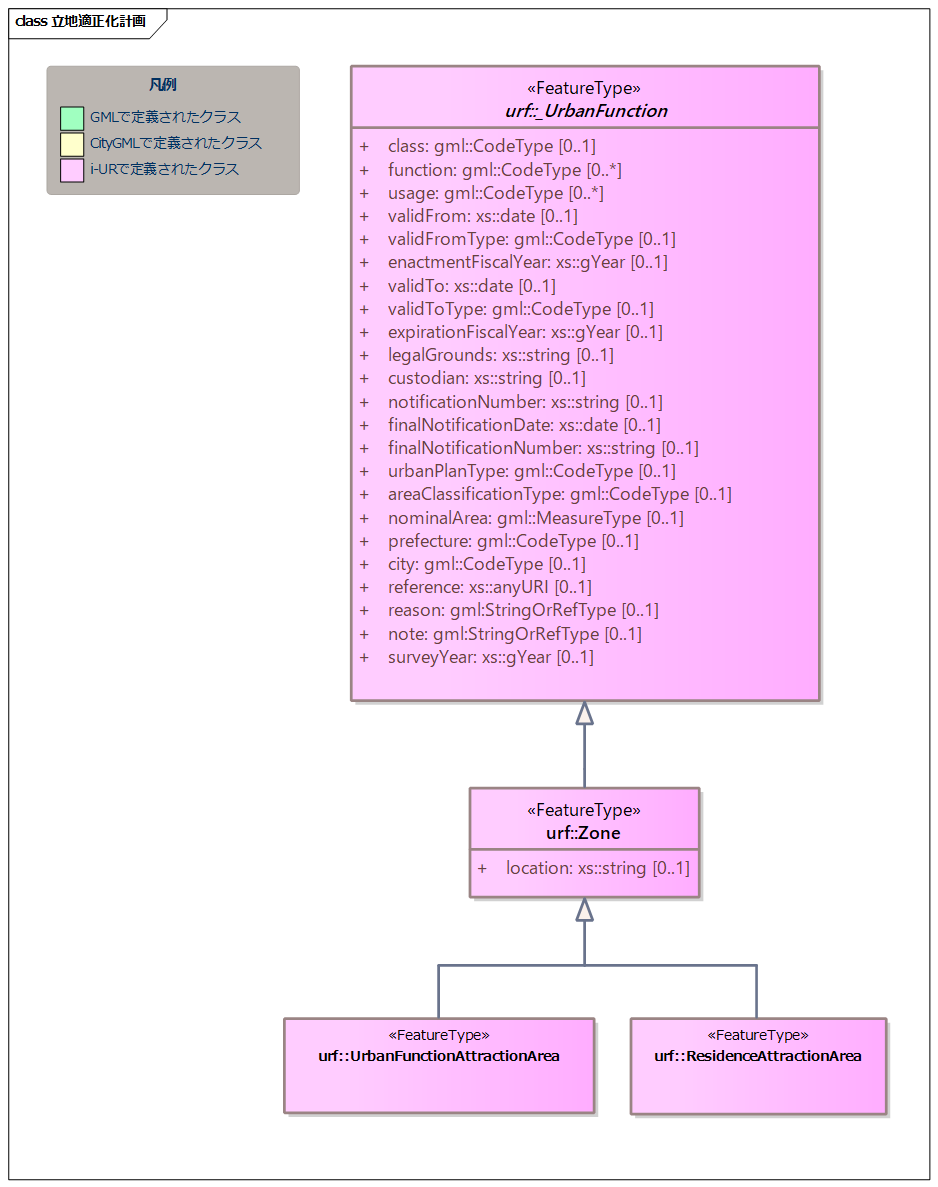 class 立地適正化計画
凡例
GMLで定義されたクラス
CityGMLで定義されたクラス
i-URで定義されたクラス
«FeatureType»
urf::_UrbanFunction
+ class: gml::CodeType [0..1]
+ function: gml::CodeType [0..*]
+ usage: gml::CodeType [0..*]
+ validFrom: xs::date [0..1]
+ validFromType: gml::CodeType [0..1]
+ enactmentFiscalYear: xs::gYear [0..1]
+ validTo: xs::date [0..1]
+ validToType: gml::CodeType [0..1]
+ expirationFiscalYear: xs::gYear [0..1]
+ legalGrounds: xs::string [0..1]
+ custodian: xs::string [0..1]
+ notificationNumber: xs::string [0..1]
+ finalNotificationDate: xs::date [0..1]
+ finalNotificationNumber: xs::string [0..1]
+ urbanPlanType: gml::CodeType [0..1]
+ areaClassificationType: gml::CodeType [0..1]
+ nominalArea: gml::MeasureType [0..1]
+ prefecture: gml::CodeType [0..1]
+ city: gml::CodeType [0..1]
+ reference: xs::anyURI [0..1]
+ reason: gml:StringOrRefType [0..1]
+ note: gml:StringOrRefType [0..1]
+ surveyYear: xs::gYear [0..1]
«FeatureType»
urf::Zone
+ location: xs::string [0..1]
«FeatureType»
urf::UrbanFunctionAttractionArea
«FeatureType»
urf::ResidenceAttractionArea